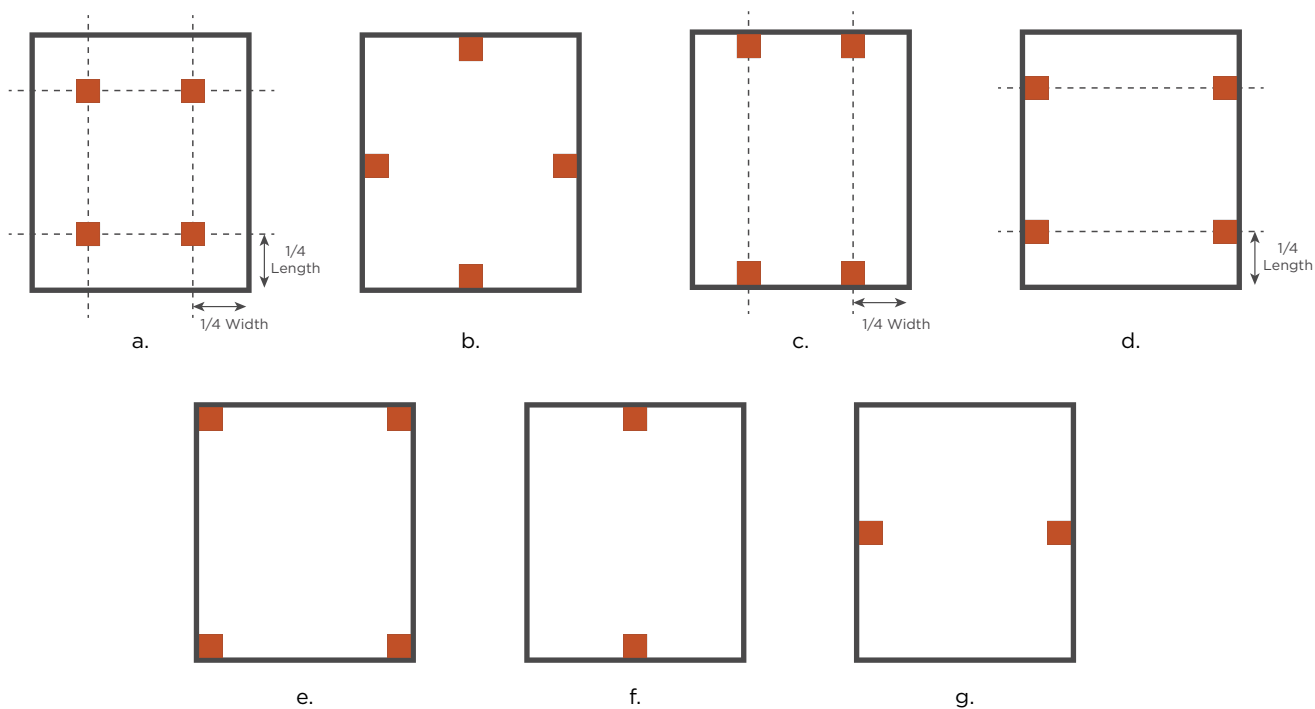 1/4
Length
1/4 Width
1/4 Width
1/4
Length
a.
b.
c.
d.
e.
f.
g.